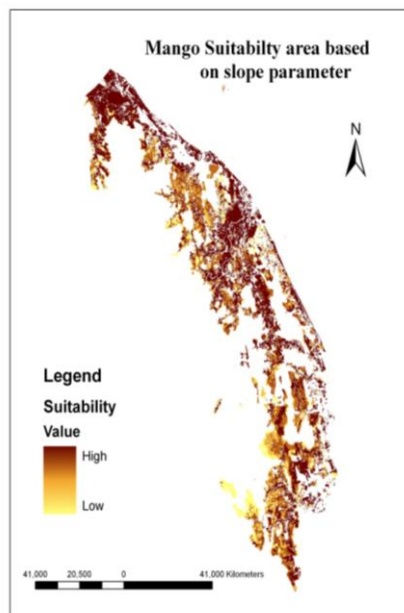 Mango Suitabilty area based
on slope parameter
N
Legend
Suitability
Value
High
Low
41,000 20,500 0 41,000 Kilometers